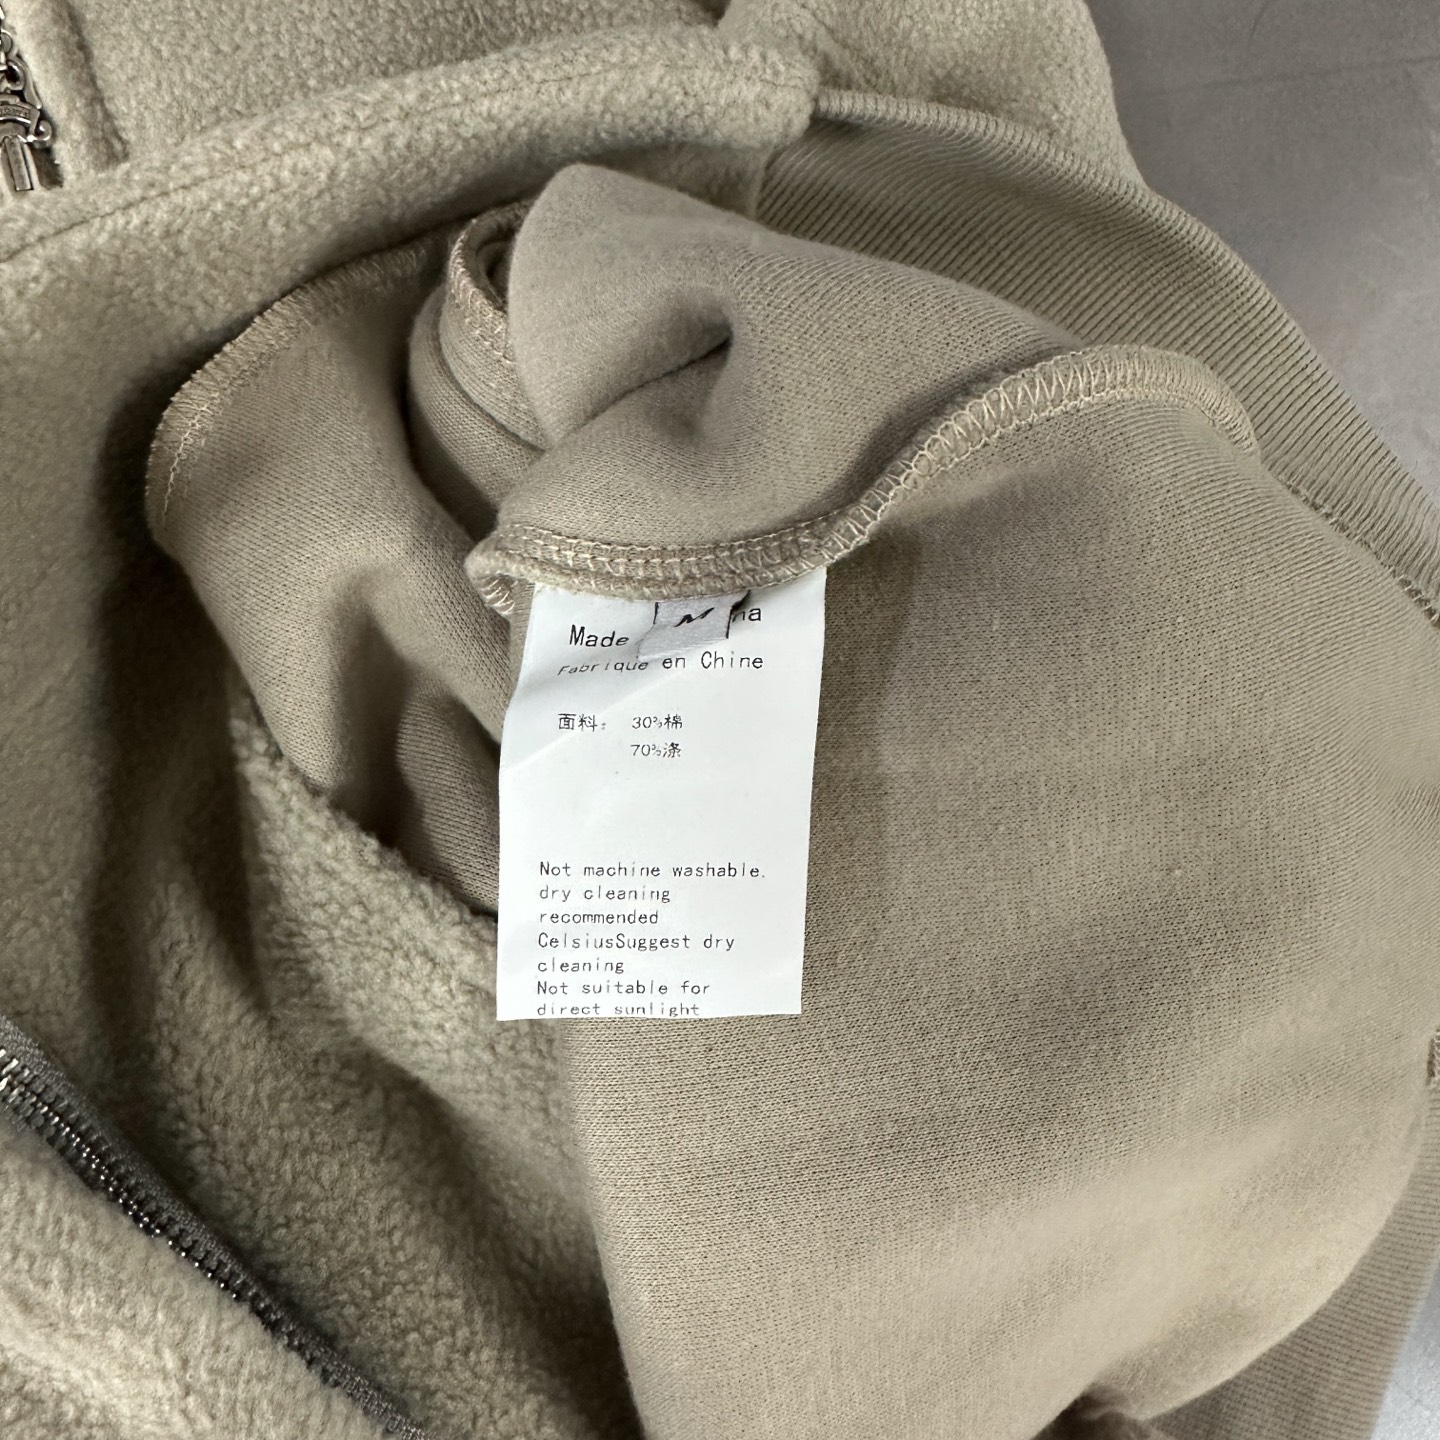 M
Made na
Fabrique en Chine
面料: 30%棉
70%涤
Not machine washable.
dry cleaning
recommended
CelsiusSuggest dry
cleaning
Not suitable for
direct sunlight